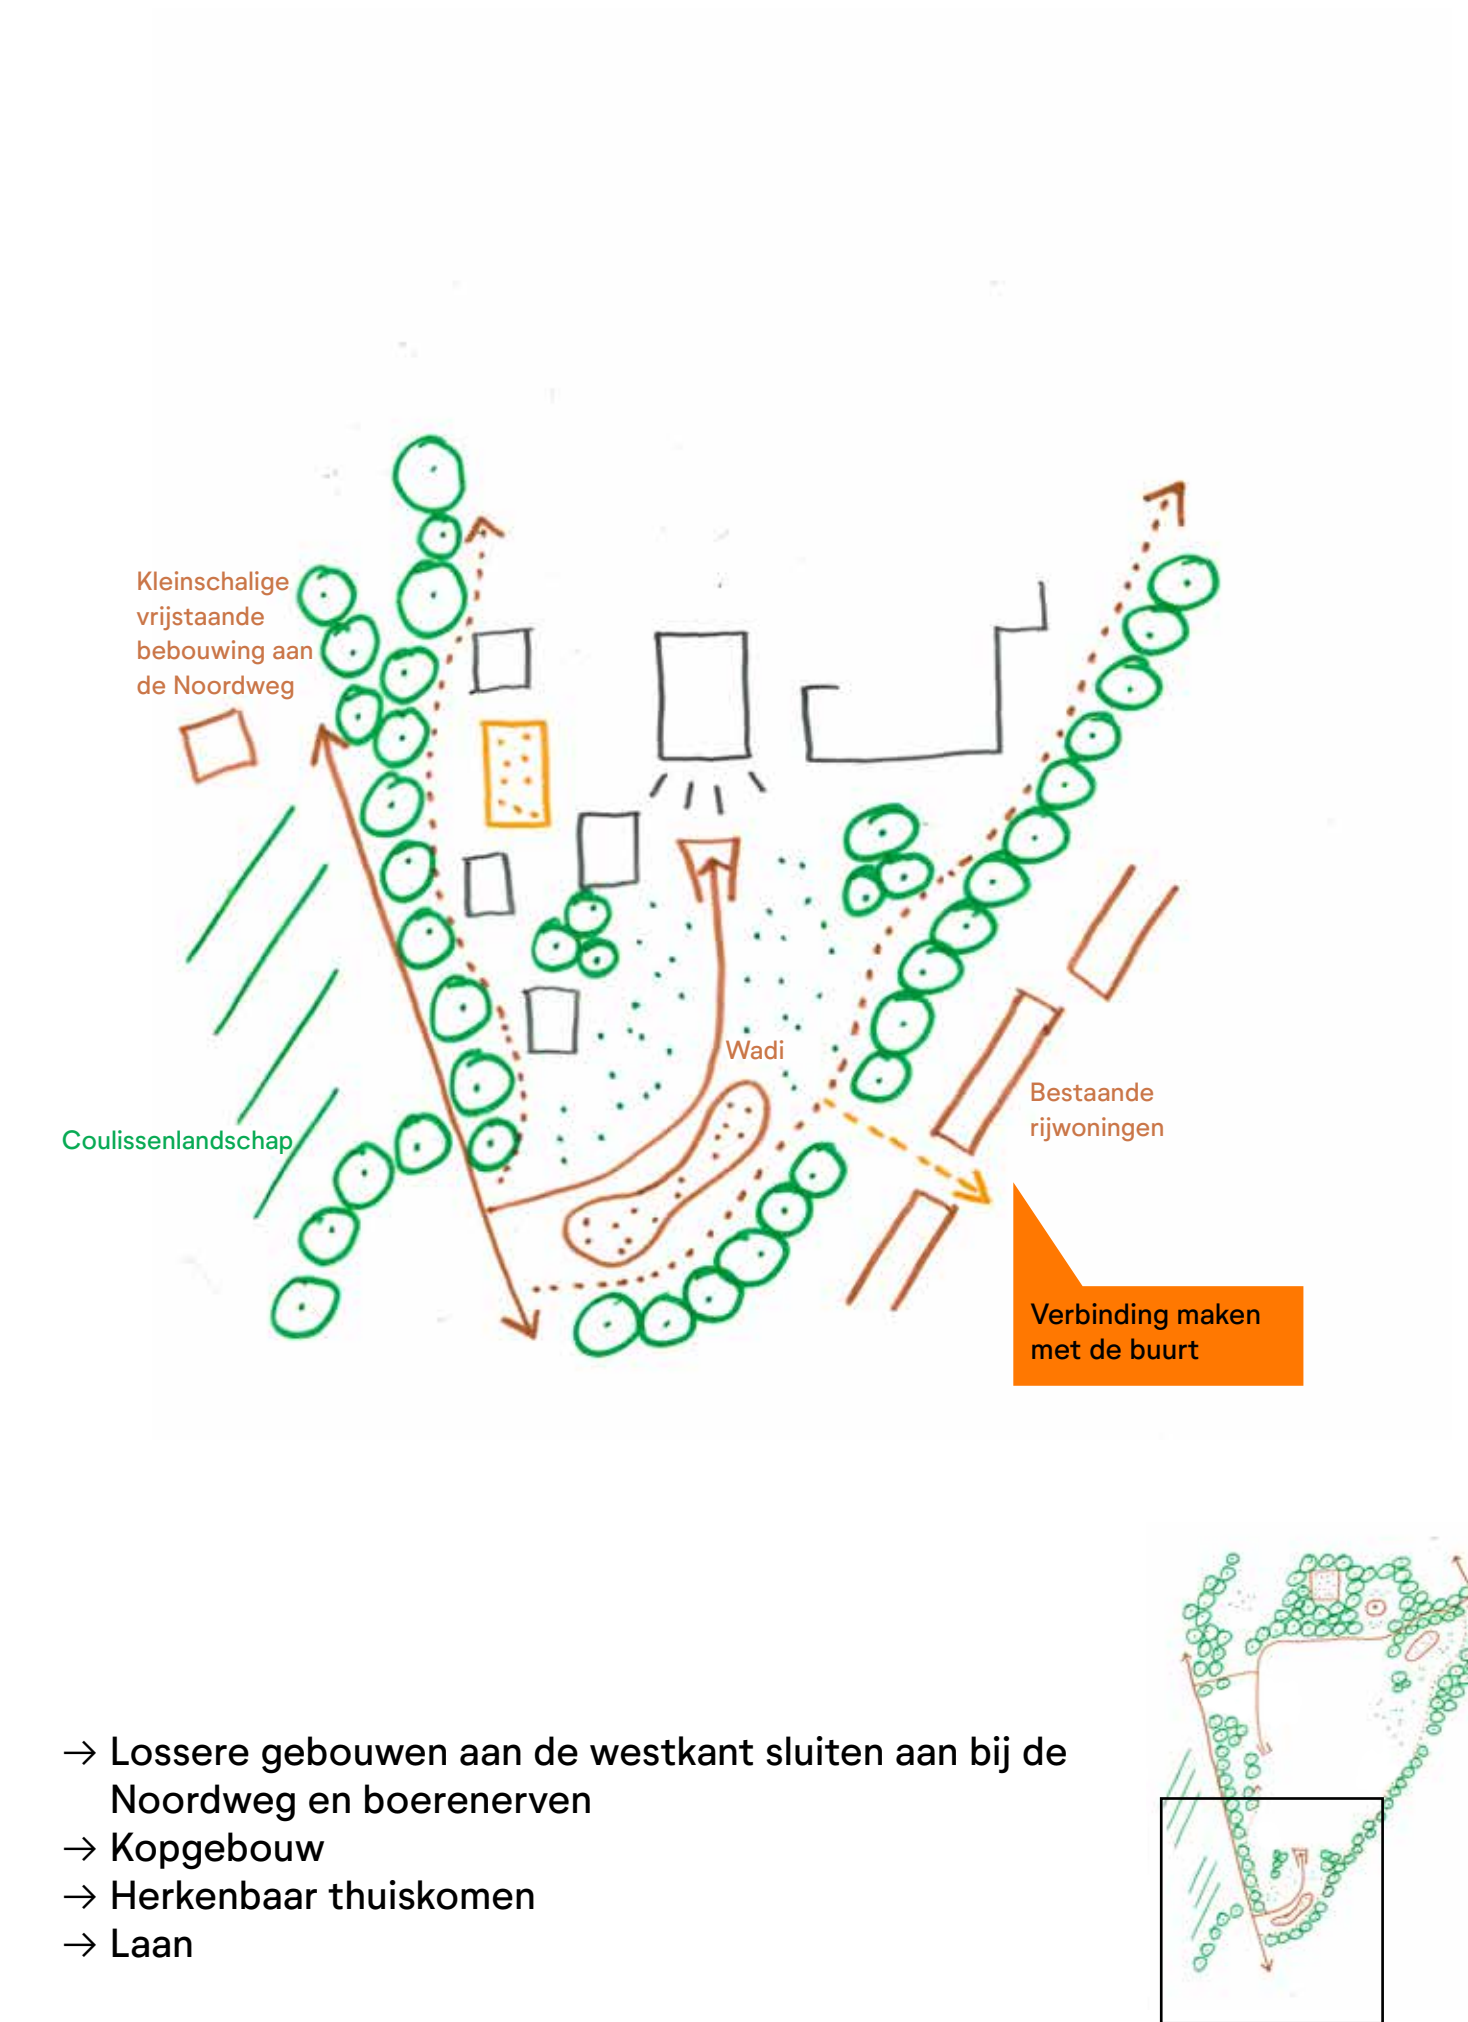 Kleinschalige
vrijstaande
bebouwing aan
de Noordweg
Wadi
Bestaande
rijwoningen
Coulissenlandschap
Verbinding maken
met de buurt
→ Lossere gebouwen aan de westkant sluiten aan bij de
Noordweg en boerenerven
→ Kopgebouw
→ Herkenbaar thuiskomen
→ Laan